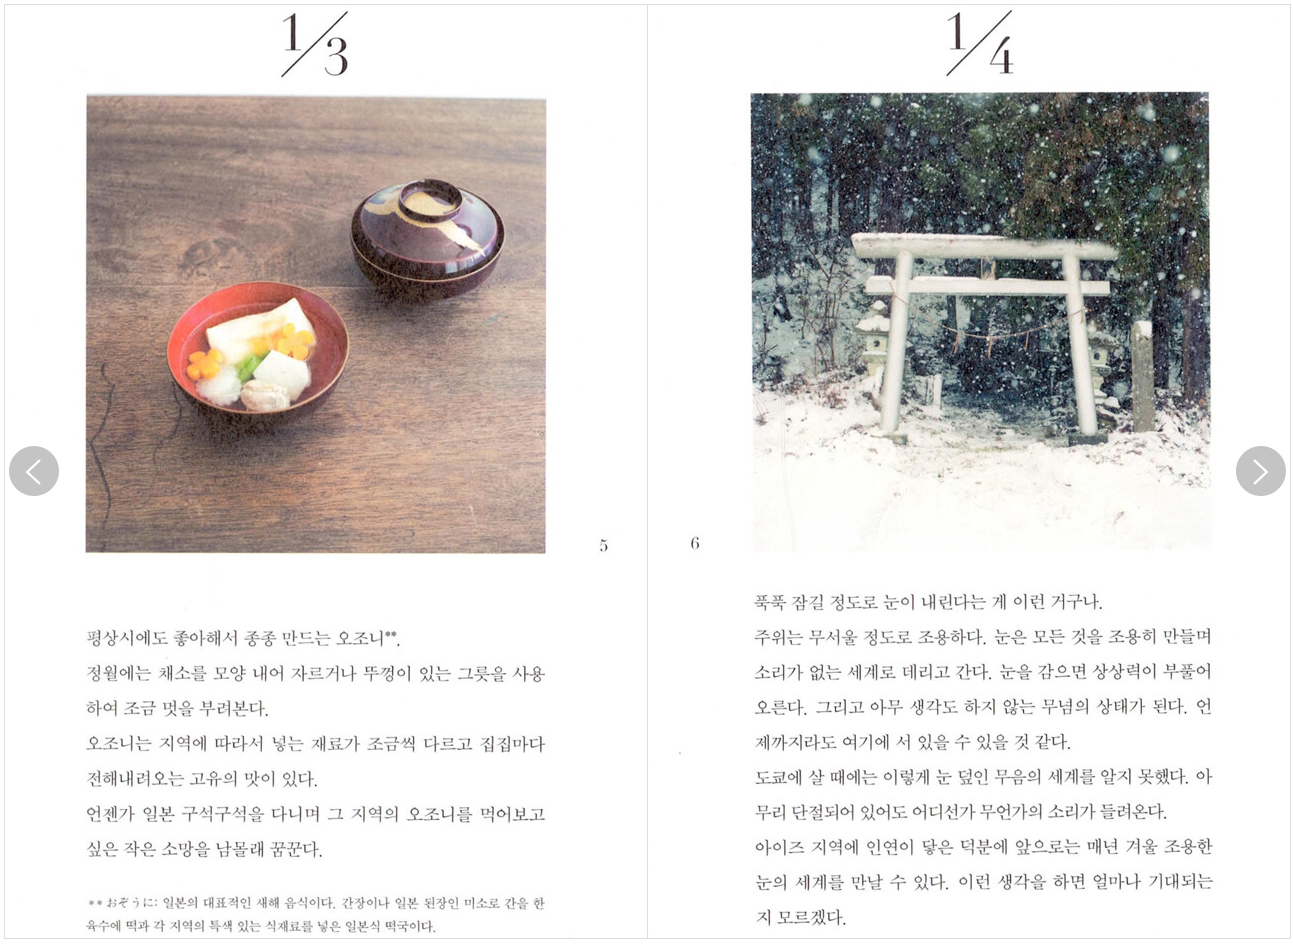 1/3
5
평상시에도 좋아해서 종종 만드는 오조니**.
정월에는 채소를 모양 내어 자르거나 뚜껑이 있는 그릇을 사용
하여 조금 멋을 부려본다.
오조니는 지역에 따라서 넣는 재료가 조금씩 다르고 집집마다
전해내려오는 고유의 맛이 있다.
언젠가 일본 구석구석을 다니며 그 지역의 오조니를 먹어보고
싶은 작은 소망을 남몰래 꿈꾼다.
** おぞうに: 일본의 대표적인 새해 음식이다. 간장이나 일본 된장인 미소로 간을 한
육수에 떡과 각 지역의 특색 있는 식재료를 넣은 일본식 떡국이다.
1/4
6
푹푹 잠길 정도로 눈이 내린다는 게 이런 거구나.
주위는 무서울 정도로 조용하다. 눈은 모든 것을 조용히 만들며
소리가 없는 세계로 데리고 간다. 눈을 감으면 상상력이 부풀어
오른다. 그리고 아무 생각도 하지 않는 무념의 상태가 된다. 언
제까지라도 여기에 서 있을 수 있을 것 같다.
도쿄에 살 때에는 이렇게 눈 덮인 무음의 세계를 알지 못했다. 아
무리 단절되어 있어도 어디선가 무언가의 소리가 들려온다.
아이즈 지역에 인연이 닿은 덕분에 앞으로는 매년 겨울 조용한
눈의 세계를 만날 수 있다. 이런 생각을 하면 얼마나 기대되는
지 모르겠다.